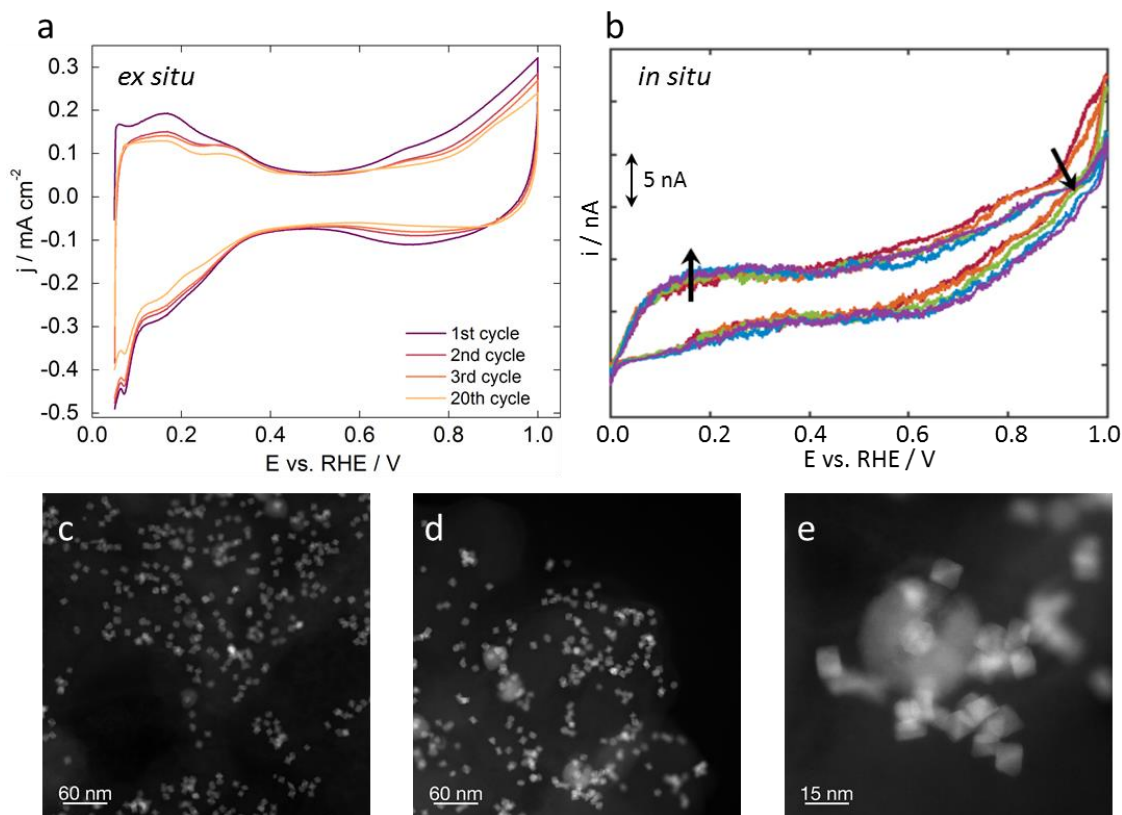 a
ex situ
j / mA cm-2
0.3
0.2
0.1
0.0
-0.1
-0.2
-0.3
-0.4
-0.5
1st cycle
2nd cycle
3rd cycle
20th cycle
0.0 0.2 0.4 0.6 0.8 1.0
E vs. RHE / V
b
in situ
5 nA
i / nA
0.0 0.2 0.4 0.6 0.8 1.0
E vs. RHE / V
c
60 nm
d
60 nm
e
15 nm